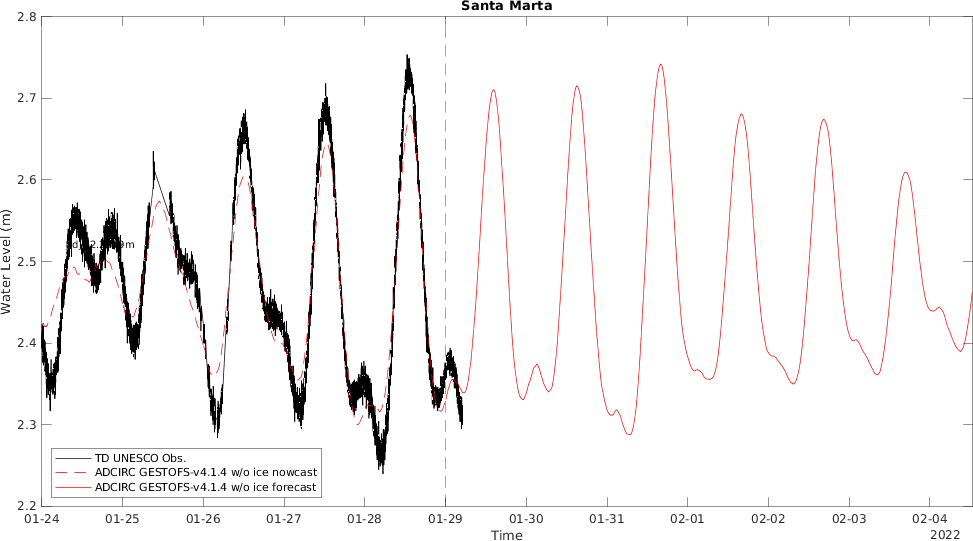 Santa Marta
2.8
2.7
2.6
2.5
2.4
2.3
2.2
Water Level (m)
TD UNESCO Obs.
ADCIRC GESTOFS-v4.1.4 w/o ice nowcast
ADCIRC GESTOFS-v4.1.4 w/o ice forecast
01-24 01-25 01-26 01-27 01-28 01-29 01-30 01-31 02-01 02-02 02-03 02-04
Time
2022